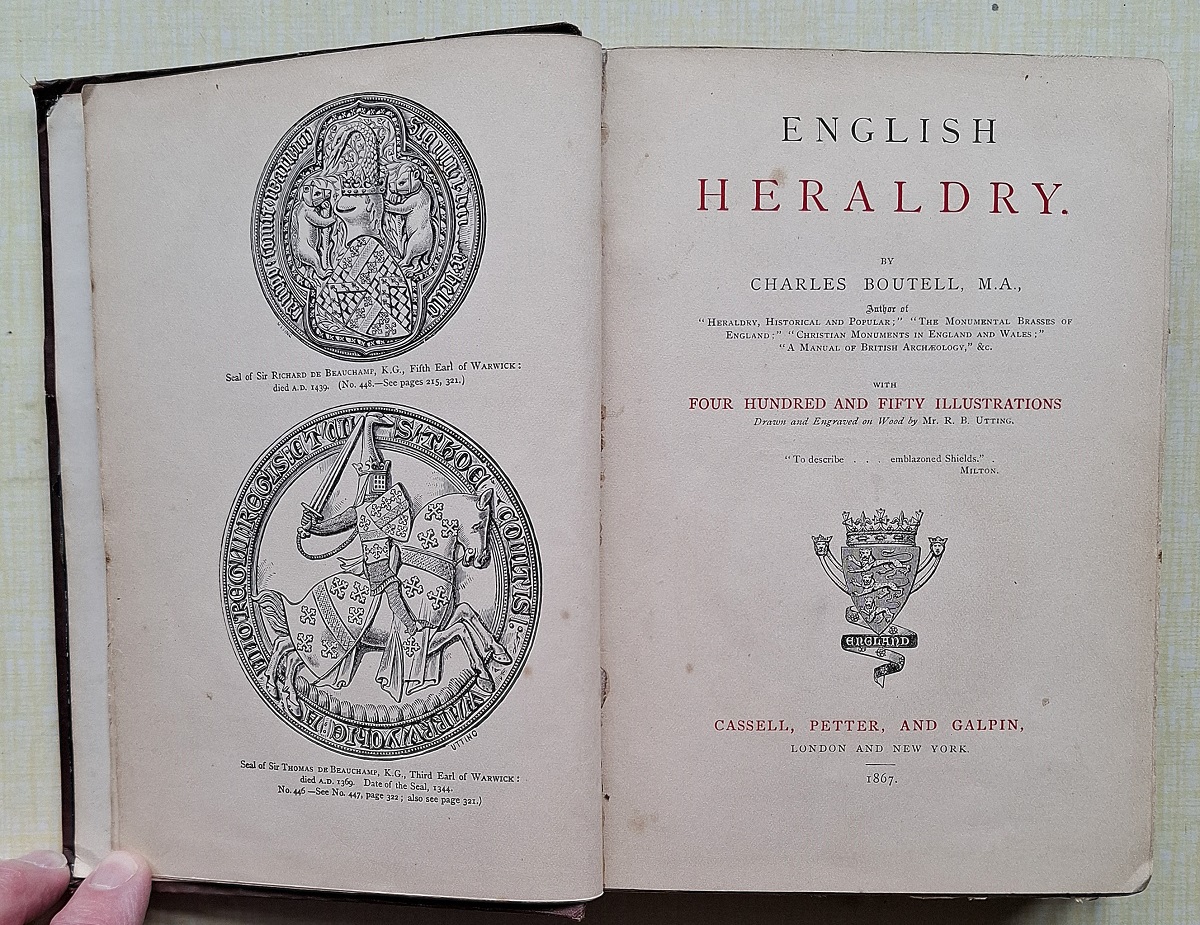 Seal of Sir Richard de Beauchamp, K.G., Fifth Earl of Warwick:
died A.D. 1439. (No. 448.—See pages 215, 321.)
UTTING
Seal of Sir Thomas de Beauchamp, K.G., Third Earl of Warwick:
died A.D. 1369. Date of the Seal, 1344.
No. 446—See No. 447, page 322; also see page 321.)
ENGLISH
HERALDRY.
BY
CHARLES BOUTELL, M.A.,
Author of
"Heraldry, Historical and Popular;" "The Monumental Brasses of
England;" "Christian Monuments in England and Wales;"
"A Manual of British Archæology," &c.
WITH
FOUR HUNDRED AND FIFTY ILLUSTRATIONS
Drawn and Engraved on Wood by Mr. R. B. Utting.
"To describe . . . emblazoned Shields." .
Milton.
ENGLAND
CASSELL, PETTER, AND GALPIN,
LONDON AND NEW YORK.
1867.